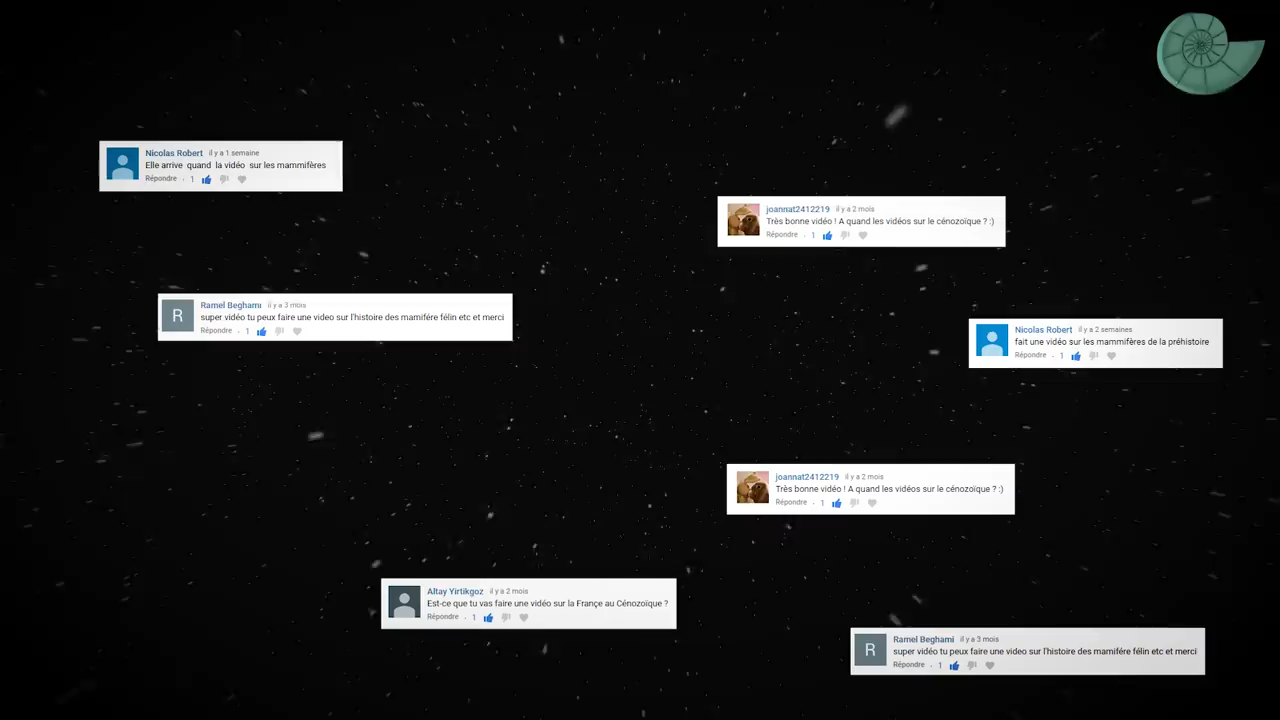 Nicolas Robert il y a 1 semaine
Elle arrive quand la vidéo sur les mammifères
Répondre · 1
joannat2412219 il y a 2 mois
Très bonne vidéo ! A quand les vidéos sur le cénozoïque ? :)
Répondre · 1
R
Ramel Beghami il y a 3 mois
super vidéo tu peux faire une video sur l'histoire des mamifére félin etc et merci
Répondre · 1
Nicolas Robert il y a 2 semaines
fait une vidéo sur les mammifères de la préhistoire
Répondre · 1
joannat2412219 il y a 2 mois
Très bonne vidéo ! A quand les vidéos sur le cénozoïque ? :)
Répondre · 1
Altay Yirtikgoz il y a 2 mois
Est-ce que tu vas faire une vidéo sur la Françe au Cénozoïque ?
Répondre · 1
R
Ramel Beghami il y a 3 mois
super vidéo tu peux faire une video sur l'histoire des mamifére félin etc et merci
Répondre · 1